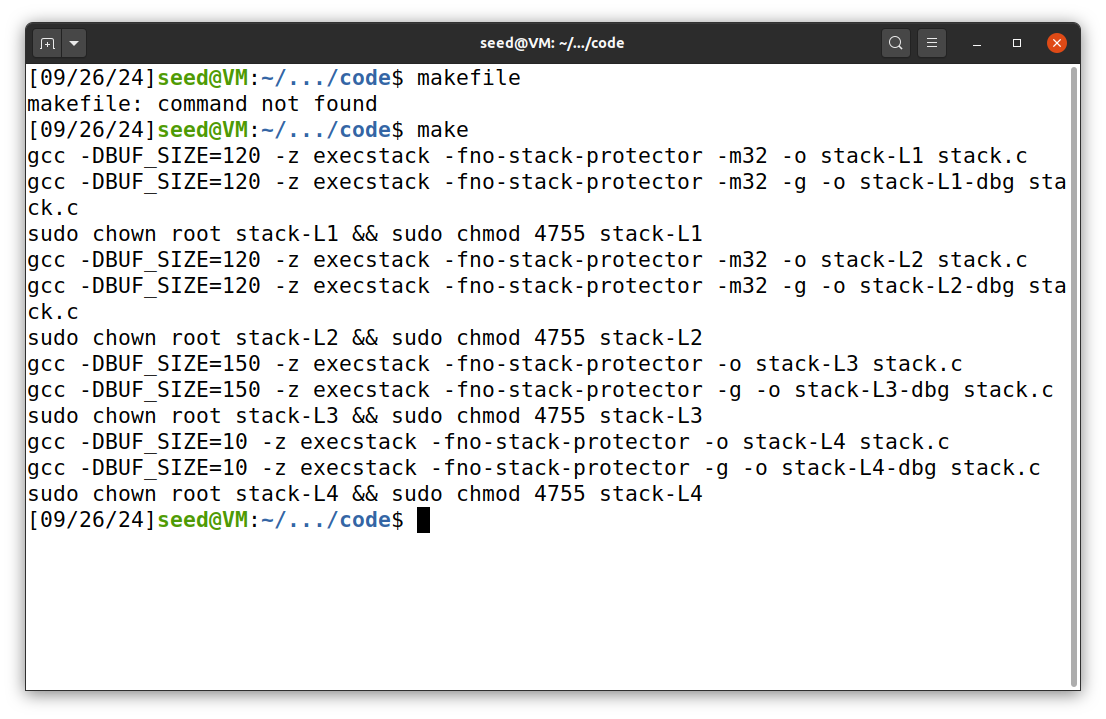 seed@VM: ~/.../code
[09/26/24]seed@VM:~/.../code$ makefile
makefile: command not found
[09/26/24]seed@VM:~/.../code$ make
gcc -DBUF_SIZE=120 -z execstack -fno-stack-protector -m32 -o stack-L1 stack.c
gcc -DBUF_SIZE=120 -z execstack -fno-stack-protector -m32 -g -o stack-L1-dbg sta
ck.c
sudo chown root stack-L1 && sudo chmod 4755 stack-L1
gcc -DBUF_SIZE=120 -z execstack -fno-stack-protector -m32 -o stack-L2 stack.c
gcc -DBUF_SIZE=120 -z execstack -fno-stack-protector -m32 -g -o stack-L2-dbg sta
ck.c
sudo chown root stack-L2 && sudo chmod 4755 stack-L2
gcc -DBUF_SIZE=150 -z execstack -fno-stack-protector -o stack-L3 stack.c
gcc -DBUF_SIZE=150 -z execstack -fno-stack-protector -g -o stack-L3-dbg stack.c
sudo chown root stack-L3 && sudo chmod 4755 stack-L3
gcc -DBUF_SIZE=10 -z execstack -fno-stack-protector -o stack-L4 stack.c
gcc -DBUF_SIZE=10 -z execstack -fno-stack-protector -g -o stack-L4-dbg stack.c
sudo chown root stack-L4 && sudo chmod 4755 stack-L4
[09/26/24]seed@VM:~/.../code$